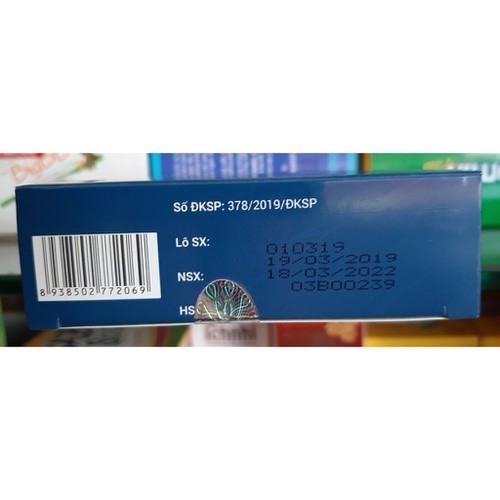 Số ĐKSP: 378/2019/ĐKSP
Lô SX: 010319
19/03/2019
NSX: 18/03/2022
03B00239
HS
8 938502 772069